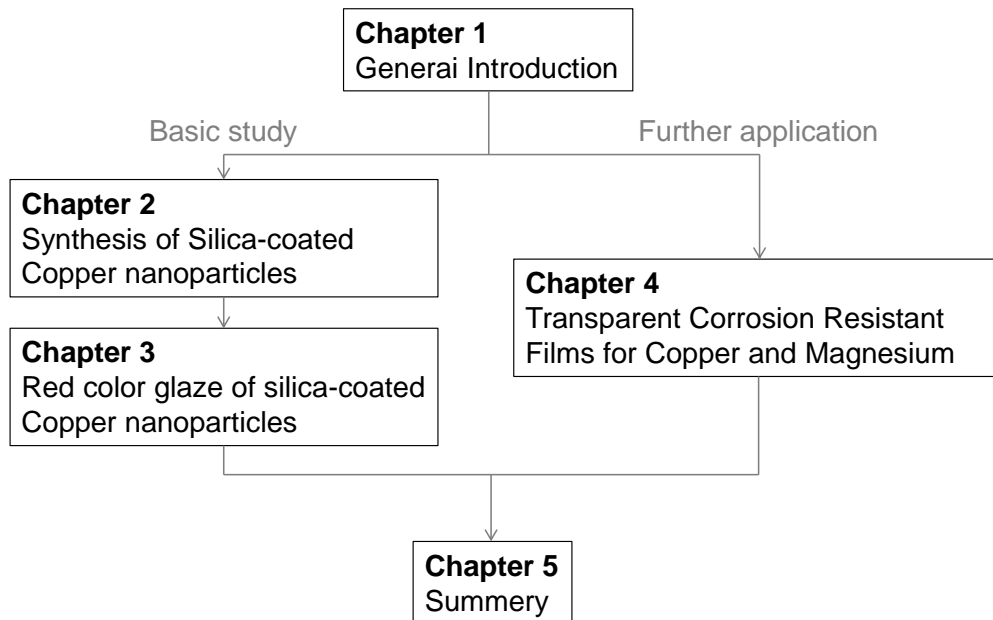 Chapter 1
Generai Introduction
Basic study
Further application
Chapter 2
Synthesis of Silica-coated
Copper nanoparticles
Chapter 3
Red color glaze of silica-coated
Copper nanoparticles
Chapter 4
Transparent Corrosion Resistant
Films for Copper and Magnesium
Chapter 5
Summery